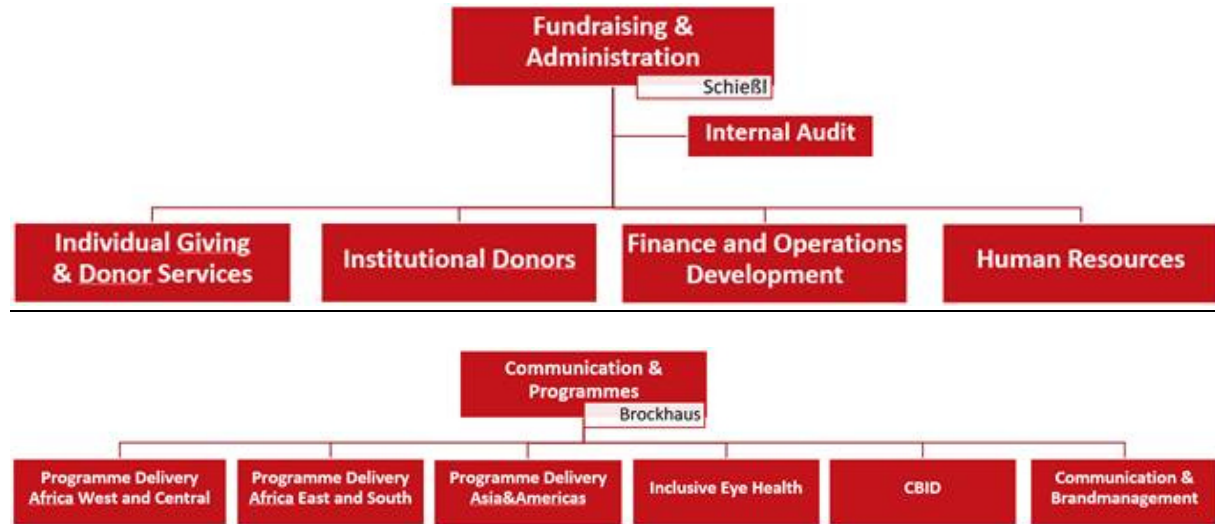 Fundraising &
Administration
Schießl
Internal Audit
Individual Giving
& Donor Services
Institutional Donors
Finance and Operations
Development
Human Resources
Communication &
Programmes
Brockhaus
Programme Delivery
Africa West and Central
Programme Delivery
Africa East and South
Programme Delivery
Asia&Americas
Inclusive Eye Health
CBID
Communication &
Brandmanagement